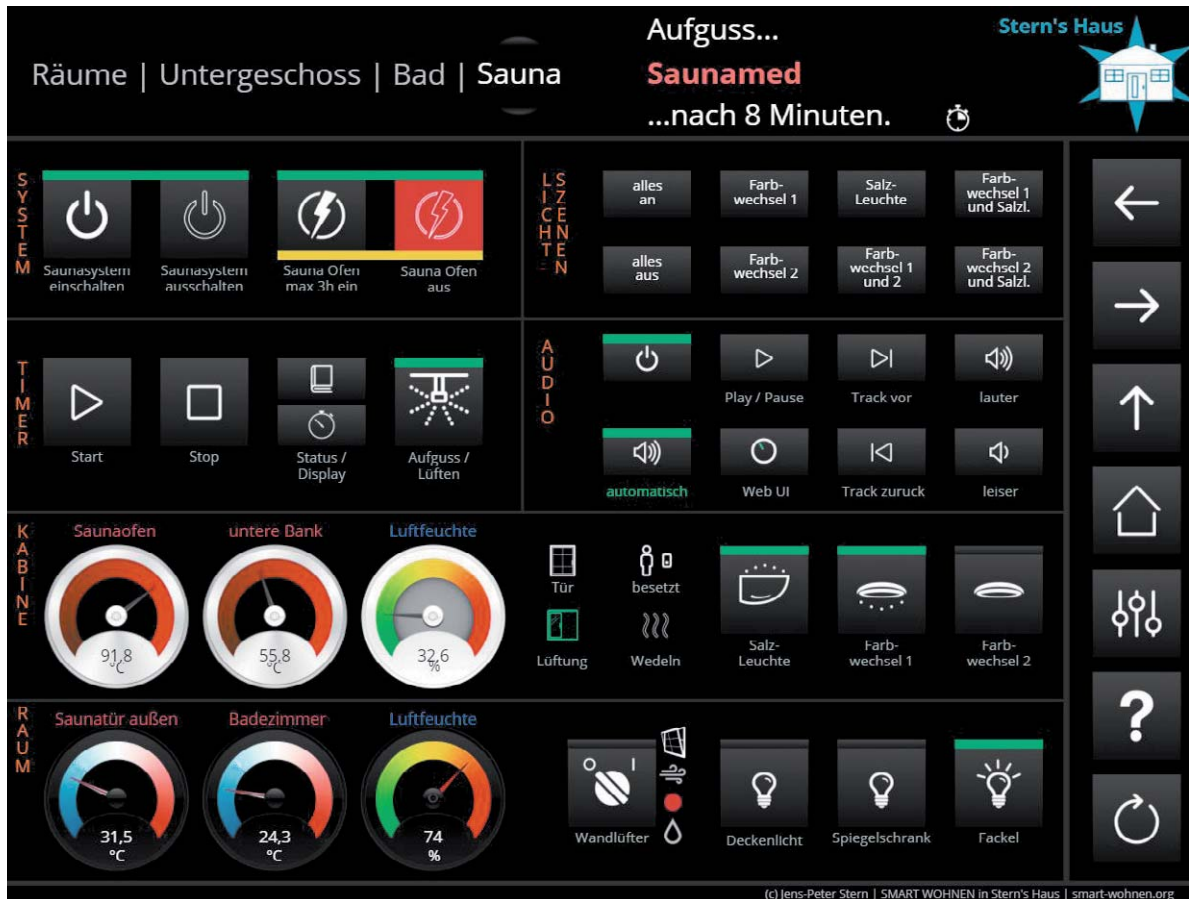 Räume | Untergeschoss | Bad | Sauna
Aufguss...
Saunamed
...nach 8 Minuten.
Stern's Haus
SYSTEM
Saunasystem einschalten
Saunasystem ausschalten
Sauna Ofen max 3h ein
Sauna Ofen aus
LICHT
SZENEN
alles an
Farb-wechsel 1
Salz-Leuchte
Farb-wechsel 1 und Salzl.
alles aus
Farb-wechsel 2
Farb-wechsel 1 und 2
Farb-wechsel 2 und Salzl.
TIMER
Start
Stop
Status / Display
Aufguss / Lüften
AUDIO
Play / Pause
Track vor
lauter
automatisch
Web UI
Track zuruck
leiser
KABINE
Saunaofen
untere Bank
Luftfeuchte
91,8
°C
55,8
°C
32,6
%
Tür
besetzt
Lüftung
Wedeln
Salz-Leuchte
Farb-wechsel 1
Farb-wechsel 2
RAUM
Saunatür außen
Badezimmer
Luftfeuchte
31,5
°C
24,3
°C
74
%
O I
Wandlüfter
Deckenlicht
Spiegelschrank
Fackel
?
(c) Jens-Peter Stern | SMART WOHNEN in Stern's Haus | smart-wohnen.org